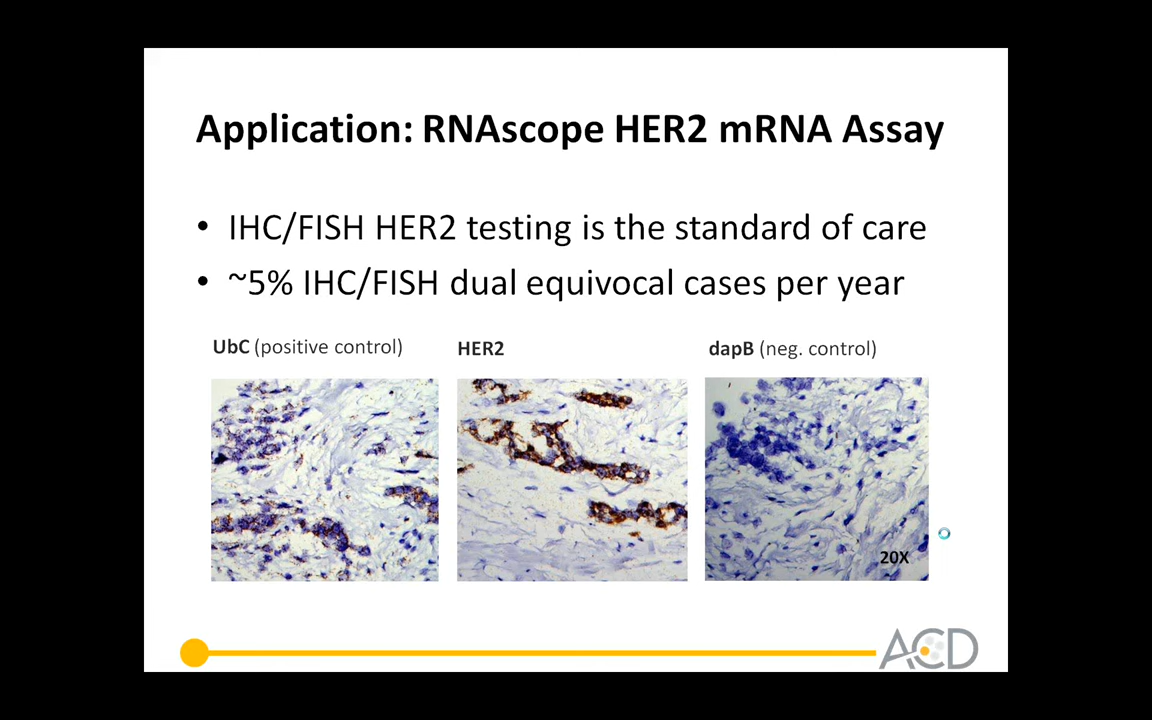 Application: RNAscope HER2 mRNA Assay
• IHC/FISH HER2 testing is the standard of care
• ~5% IHC/FISH dual equivocal cases per year
UbC (positive control)
HER2
dapB (neg. control)
20X
ACD